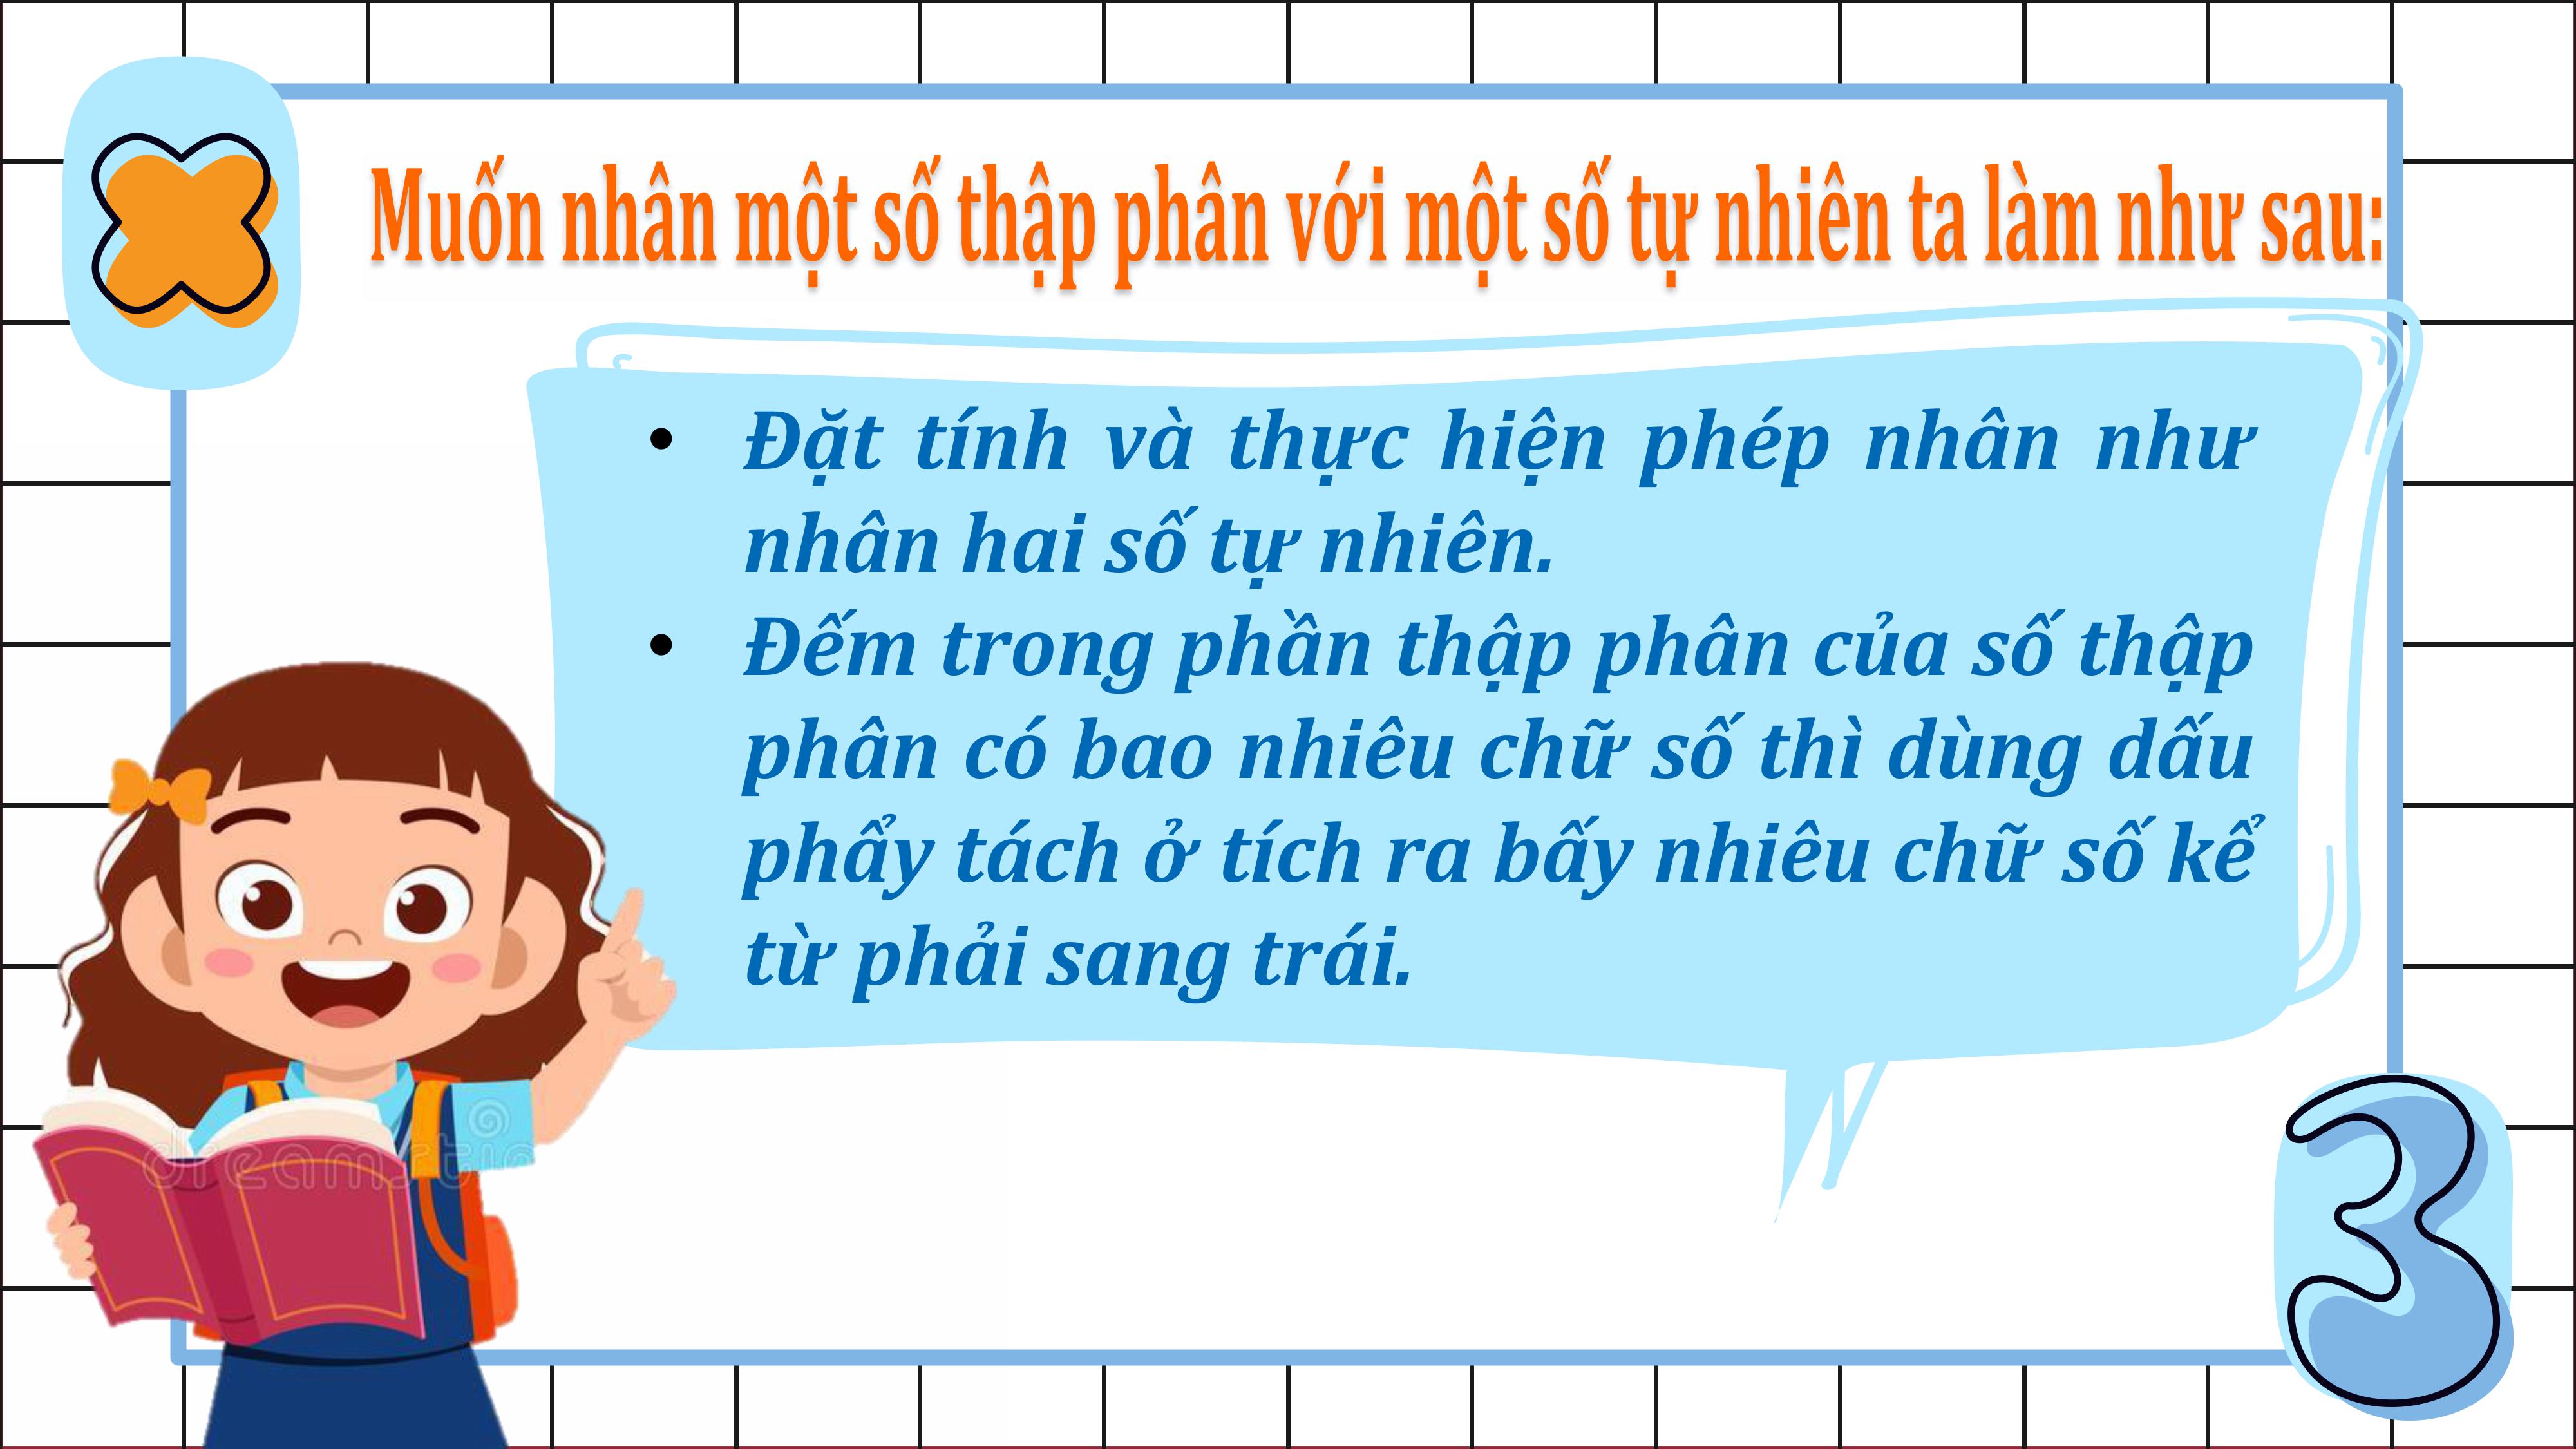 Muốn nhân một số thập phân với một số tự nhiên ta làm như sau:
• Đặt tính và thực hiện phép nhân như
nhân hai số tự nhiên.
• Đếm trong phần thập phân của số thập
phân có bao nhiêu chữ số thì dùng dấu
phẩy tách ở tích ra bấy nhiêu chữ số kể
từ phải sang trái.
3